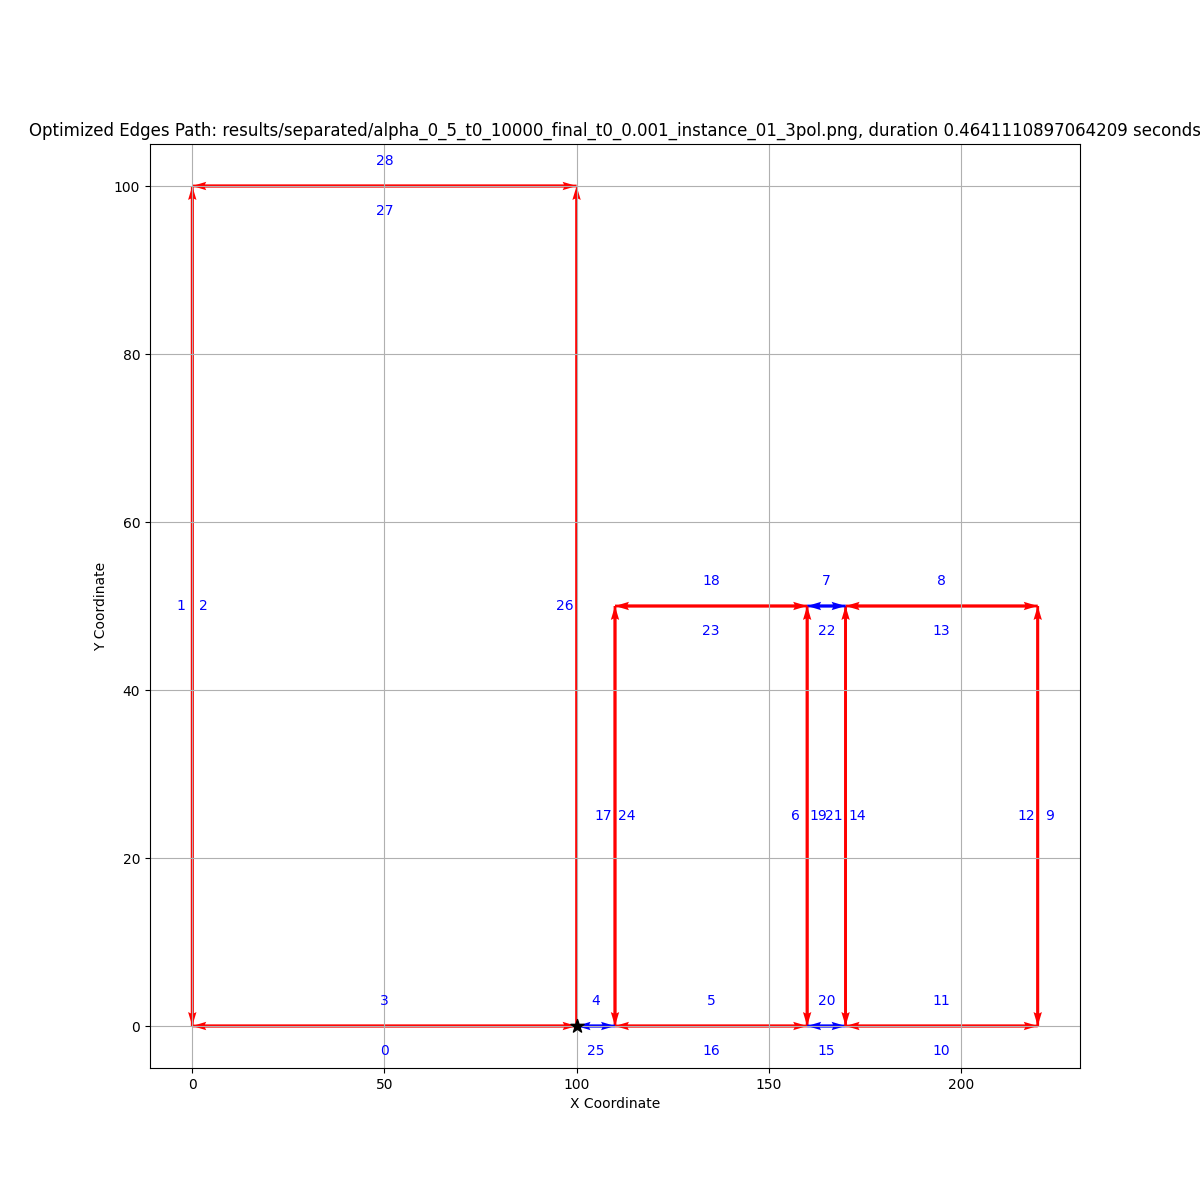 Optimized Edges Path: results/separated/alpha_0_5_t0_10000_final_t0_0.001_instance_01_3pol.png, duration 0.4641110897064209 seconds
28
100
27
80
60
18 7 8
23 22 13
1 2 26
Y Coordinate
40
17 24 6 19 21 14 12 9
20
3 4 5 20 11
0
0 25 16 15 10
0 50 100 150 200
X Coordinate